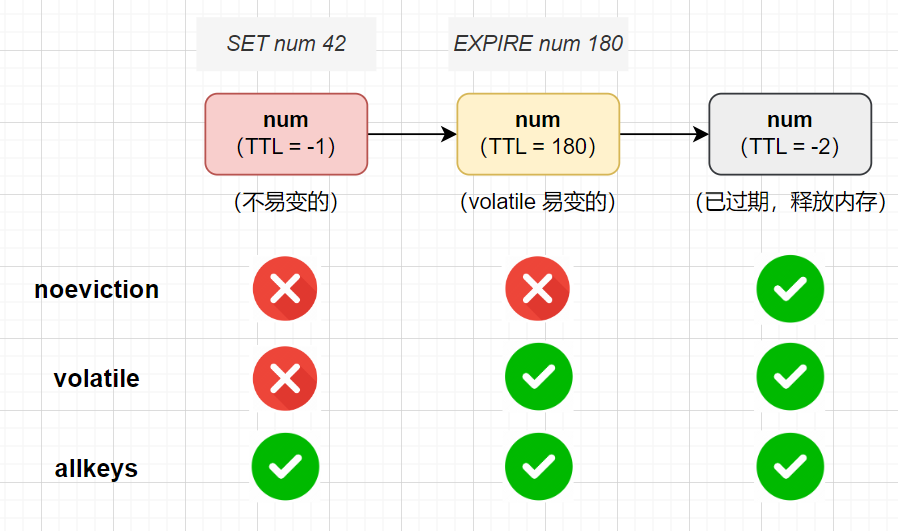 SET num 42
EXPIRE num 180
num
（TTL = -1）
num
（TTL = 180）
num
（TTL = -2）
（不易变的）
（volatile 易变的）
（已过期，释放内存）
noeviction
volatile
allkeys